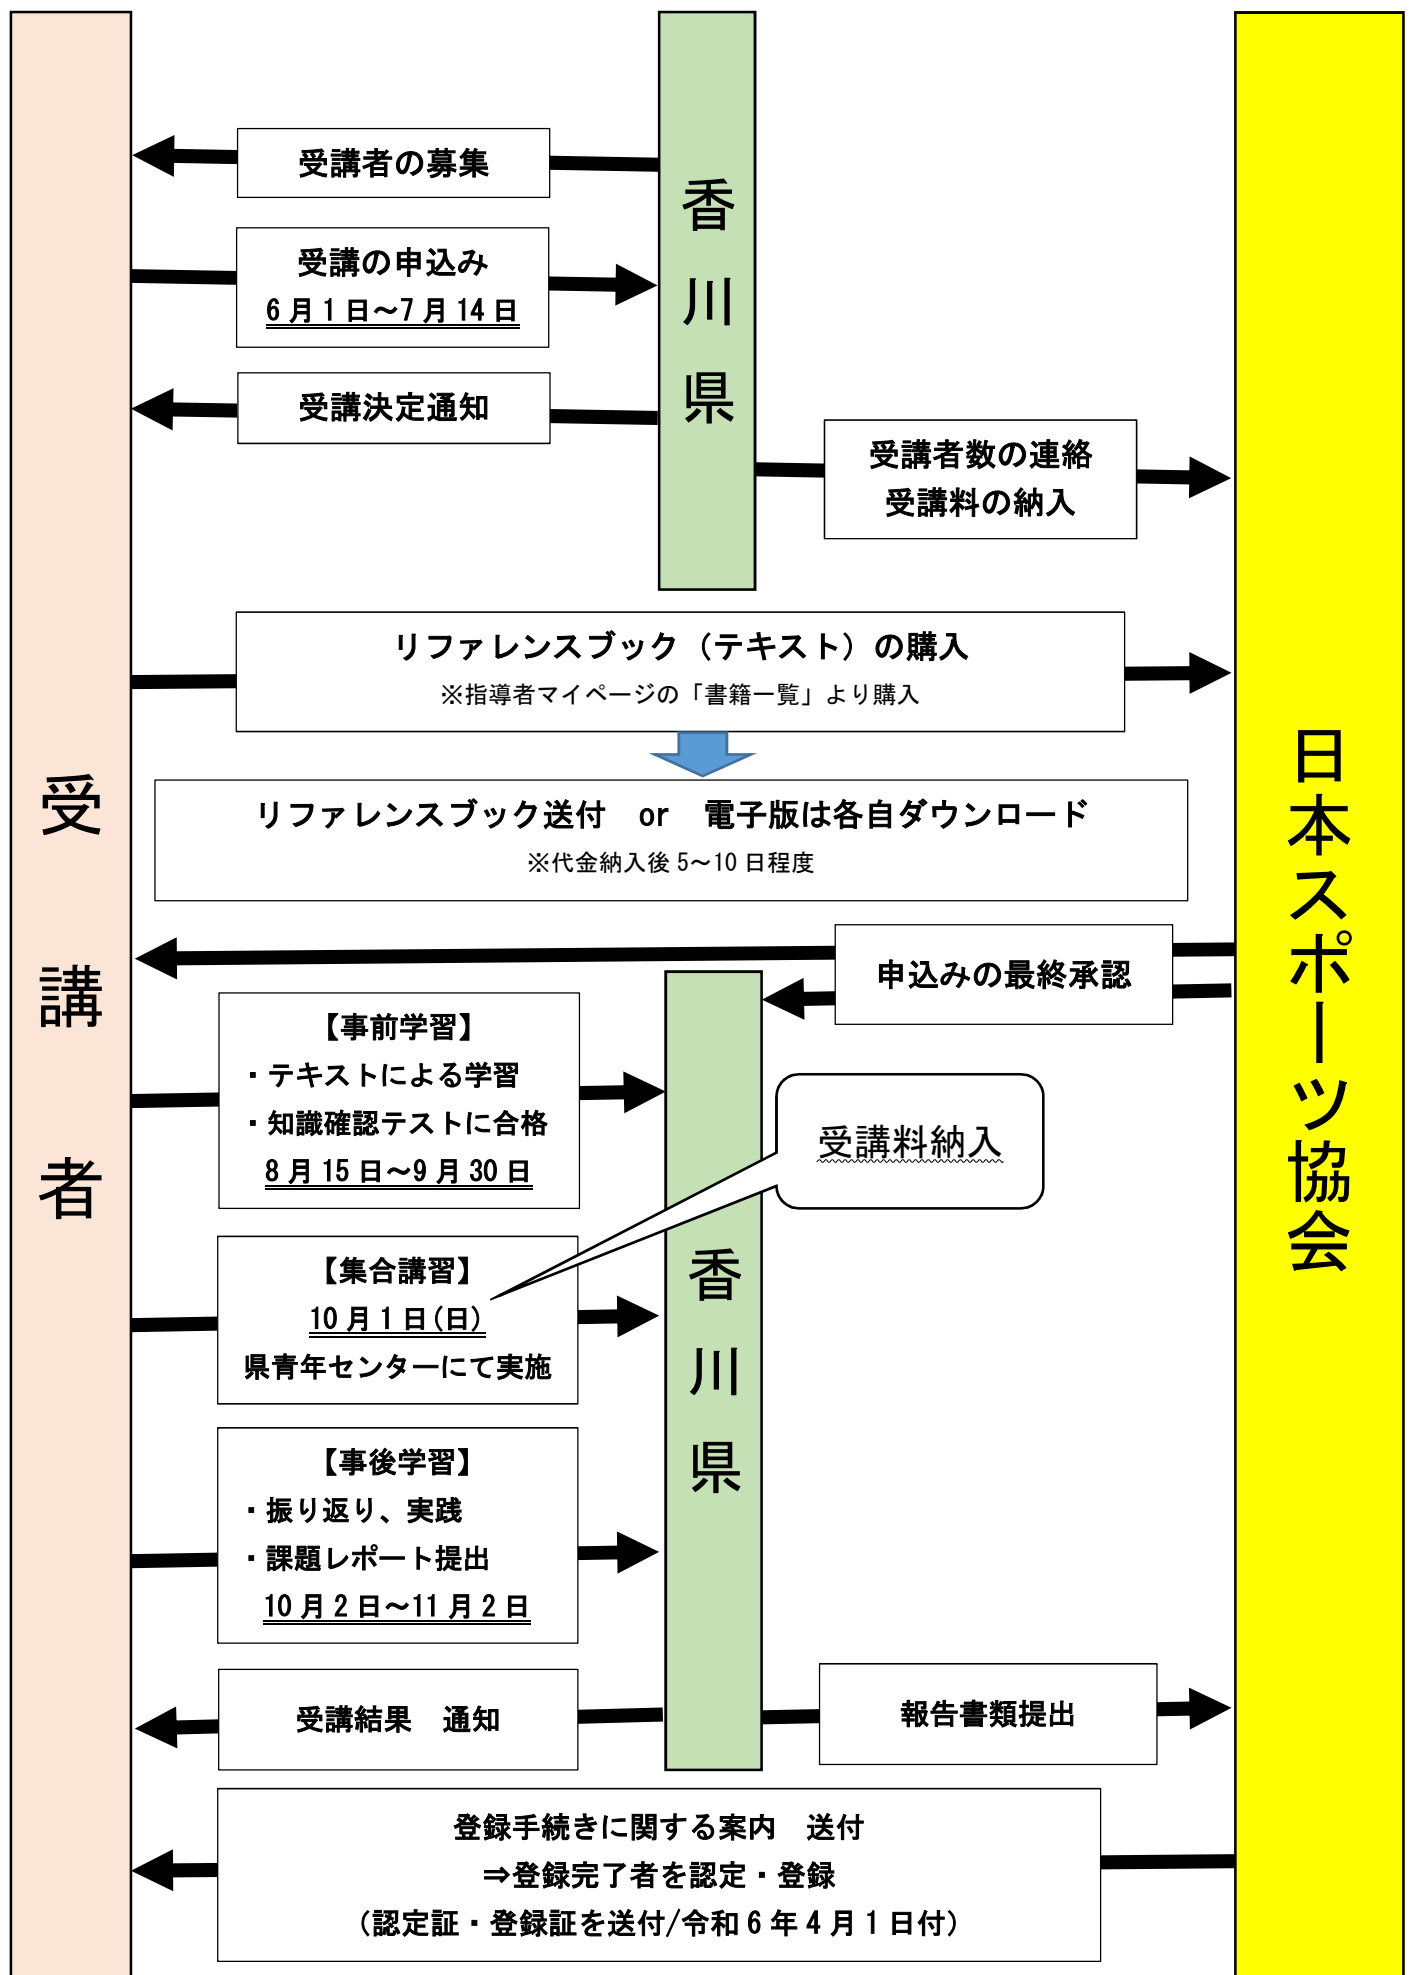 受講者の募集
受講の申込み
6月1日～7月14日
受講決定通知
香川県
受講者数の連絡
受講料の納入
リファレンスブック（テキスト）の購入
※指導者マイページの「書籍一覧」より購入
リファレンスブック送付　or　電子版は各自ダウンロード
※代金納入後5～10日程度
受講者
日本スポーツ協会
申込みの最終承認
【事前学習】
・テキストによる学習
・知識確認テストに合格
8月15日～9月30日
受講料納入
【集合講習】
10月1日(日)
県青年センターにて実施
香川県
【事後学習】
・振り返り、実践
・課題レポート提出
10月2日～11月2日
受講結果　通知
報告書類提出
登録手続きに関する案内　送付
⇒登録完了者を認定・登録
（認定証・登録証を送付/令和6年4月1日付）